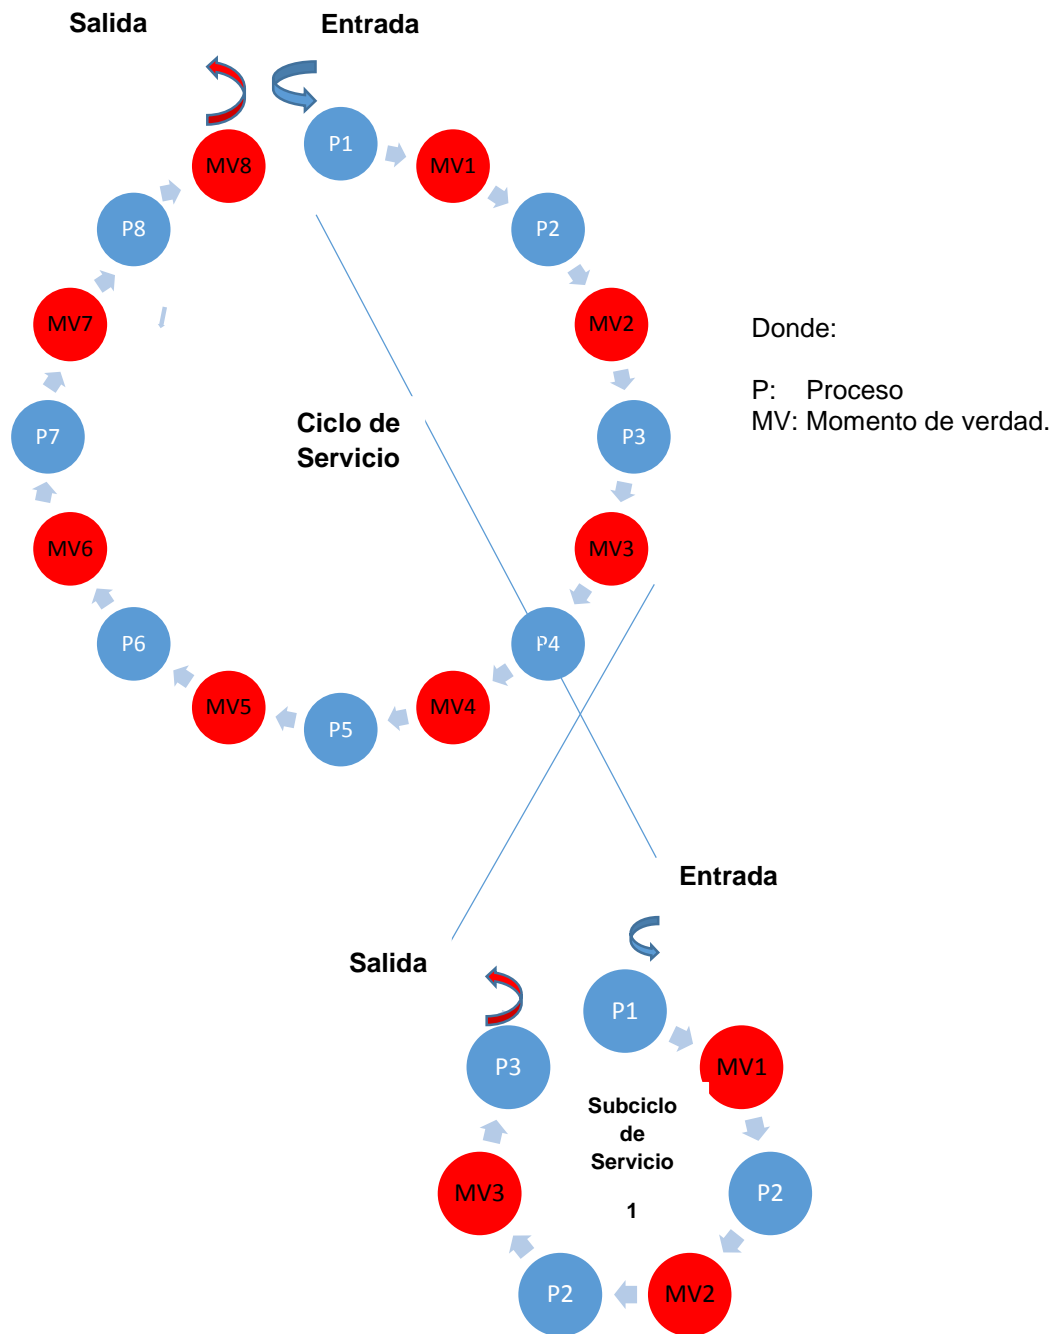 Salida
Entrada
P1
MV1
P2
MV2
P3
MV3
P4
MV4
P5
MV5
P6
MV6
P7
MV7
P8
MV8
Ciclo de
Servicio
Donde:
P: Proceso
MV: Momento de verdad.
Entrada
Salida
P1
MV1
P2
MV2
P2
MV3
P3
Subciclo
de
Servicio
1